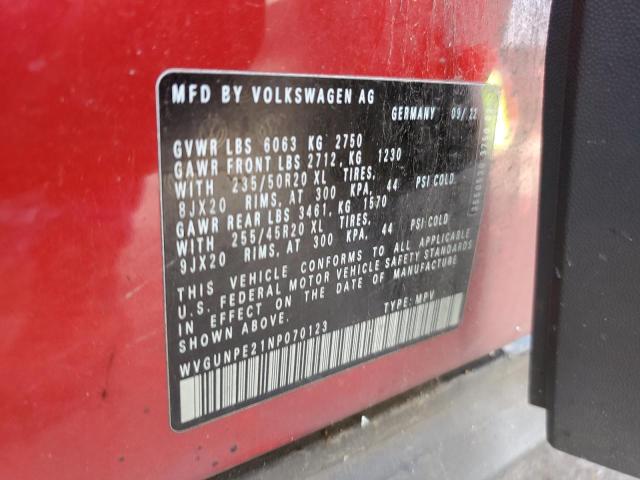 MFD BY VOLKSWAGEN AG
GERMANY 09/22
GVWR LBS 6063 KG 2750
GAWR FRONT LBS 2712, KG 1230
WITH 235/50R20 XL TIRES,
8JX20 RIMS, AT 300 KPA, 44 PSI COLD
GAWR REAR LBS 3461, KG 1570
WITH 255/45R20 XL TIRES,
9JX20 RIMS, AT 300 KPA, 44 PSI COLD
THIS VEHICLE CONFORMS TO ALL APPLICABLE
U.S. FEDERAL MOTOR VEHICLE SAFETY STANDARDS
IN EFFECT ON THE DATE OF MANUFACTURE
SHOWN ABOVE.
TYPE: MPV
WVGUNPE21NP070123